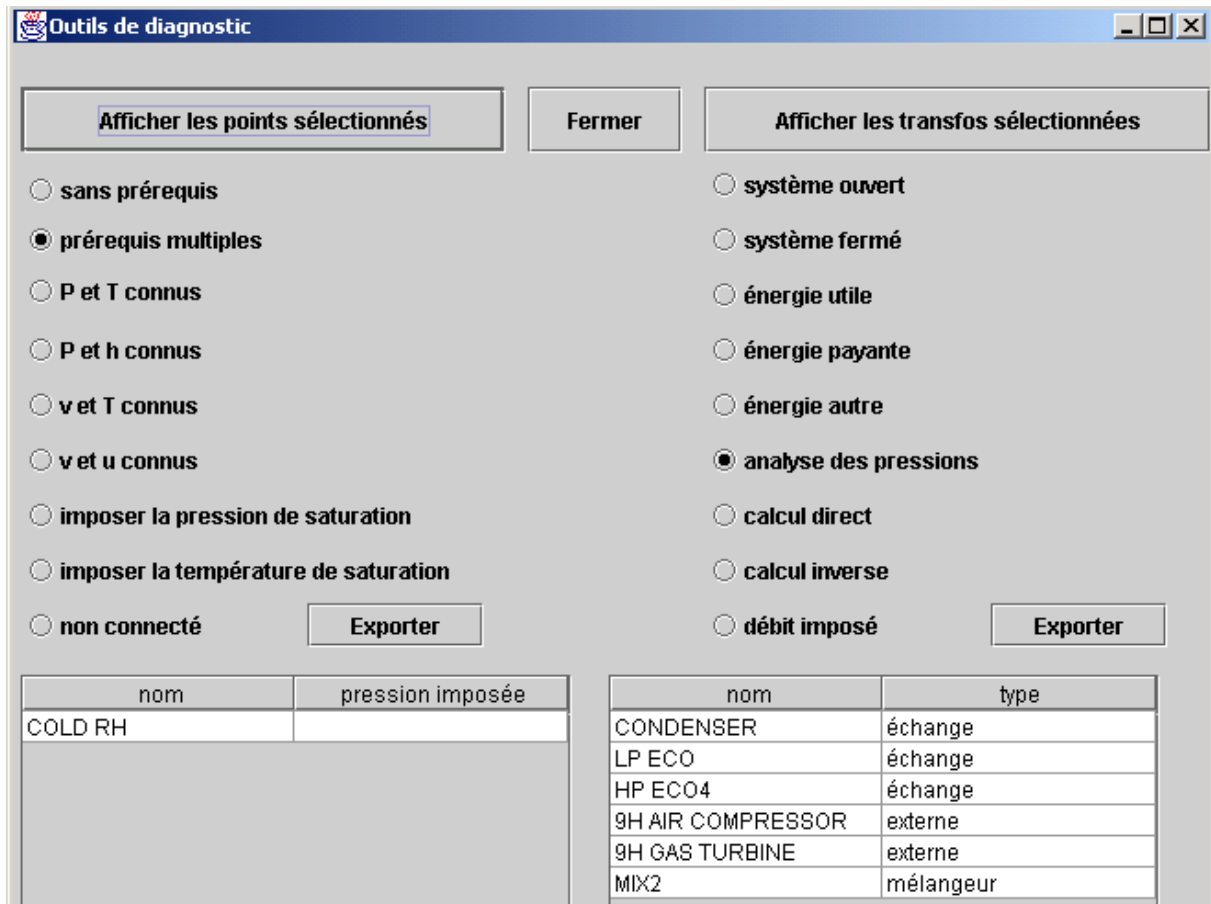 Outils de diagnostic
Afficher les points sélectionnés
Fermer
Afficher les transfos sélectionnées
sans prérequis
prérequis multiples
P et T connus
P et h connus
v et T connus
v et u connus
imposer la pression de saturation
imposer la température de saturation
non connecté
Exporter
système ouvert
système fermé
énergie utile
énergie payante
énergie autre
analyse des pressions
calcul direct
calcul inverse
débit imposé
Exporter
nom pression imposée
COLD RH
nom type
CONDENSER échange
LP ECO échange
HP ECO4 échange
9H AIR COMPRESSOR externe
9H GAS TURBINE externe
MIX2 mélangeur